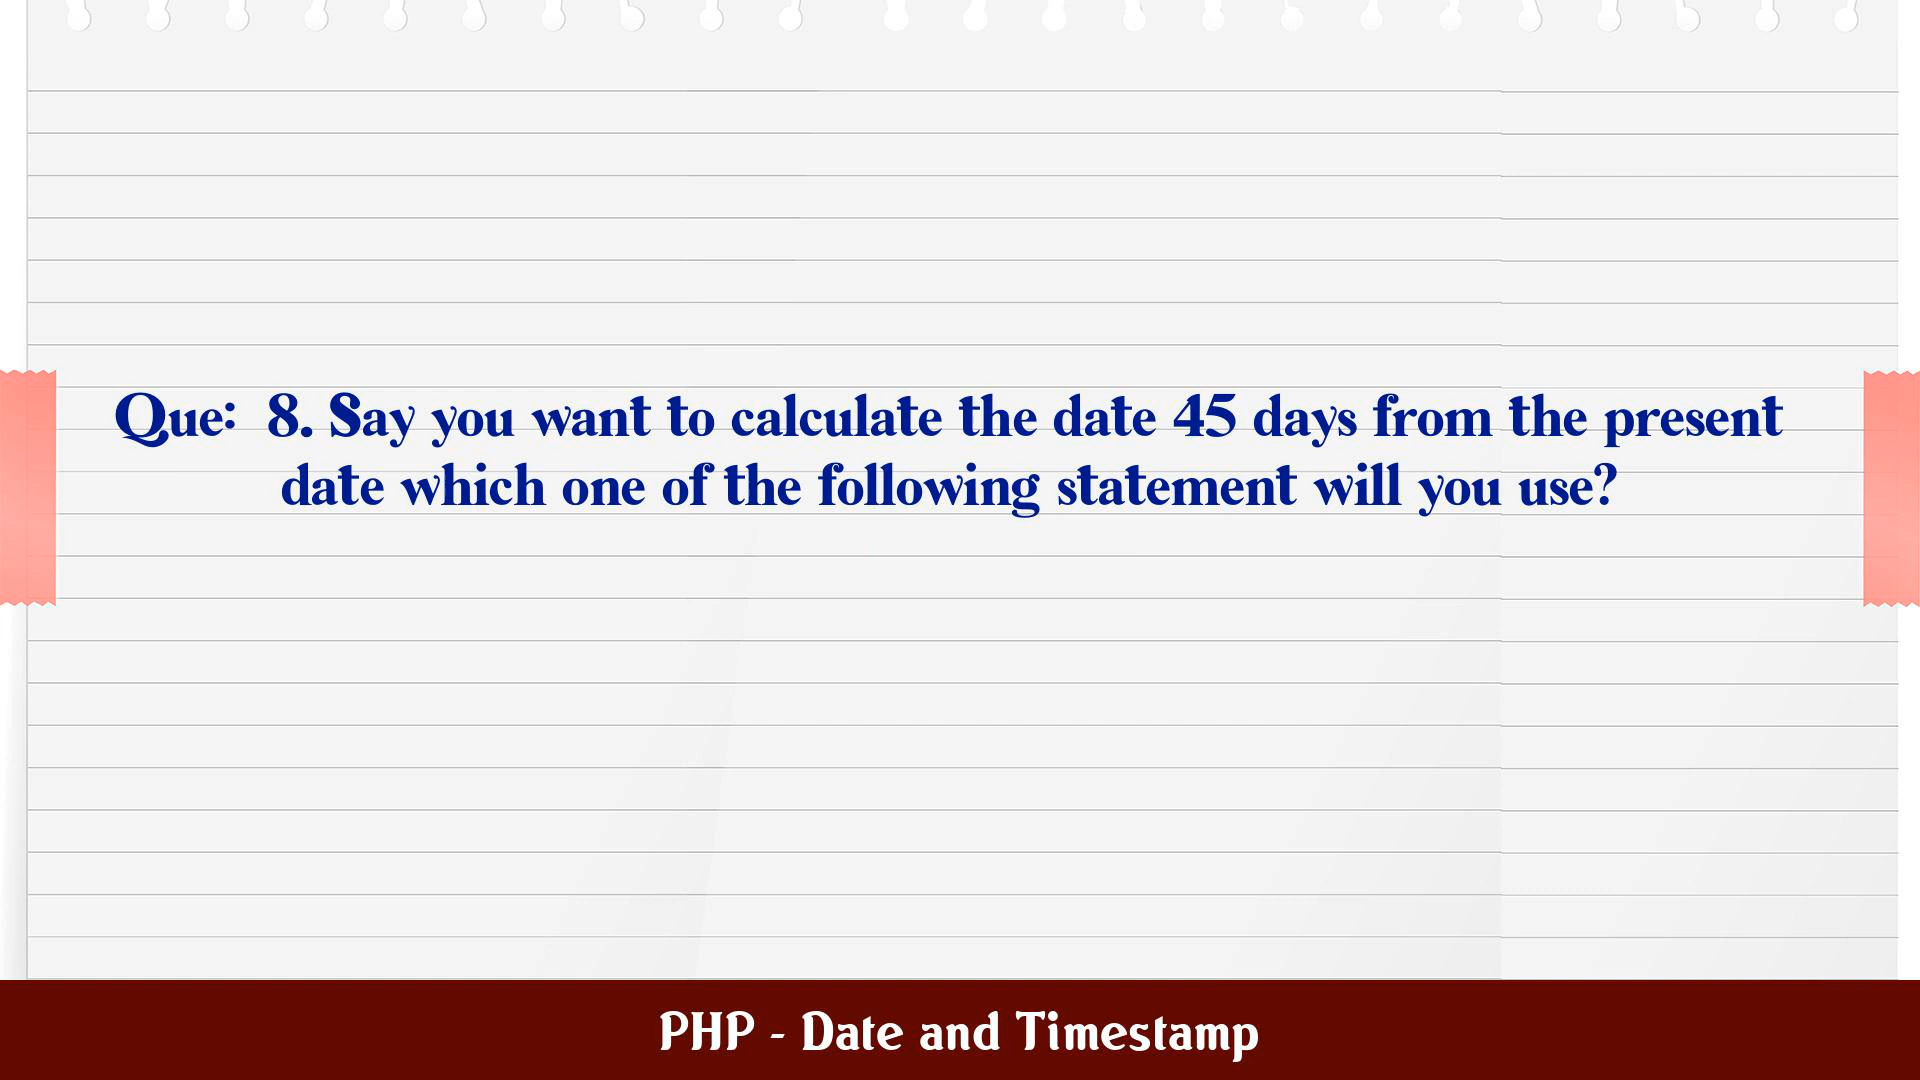 Que:  8. Say you want to calculate the date 45 days from the present
date which one of the following statement will you use?
PHP - Date and Timestamp